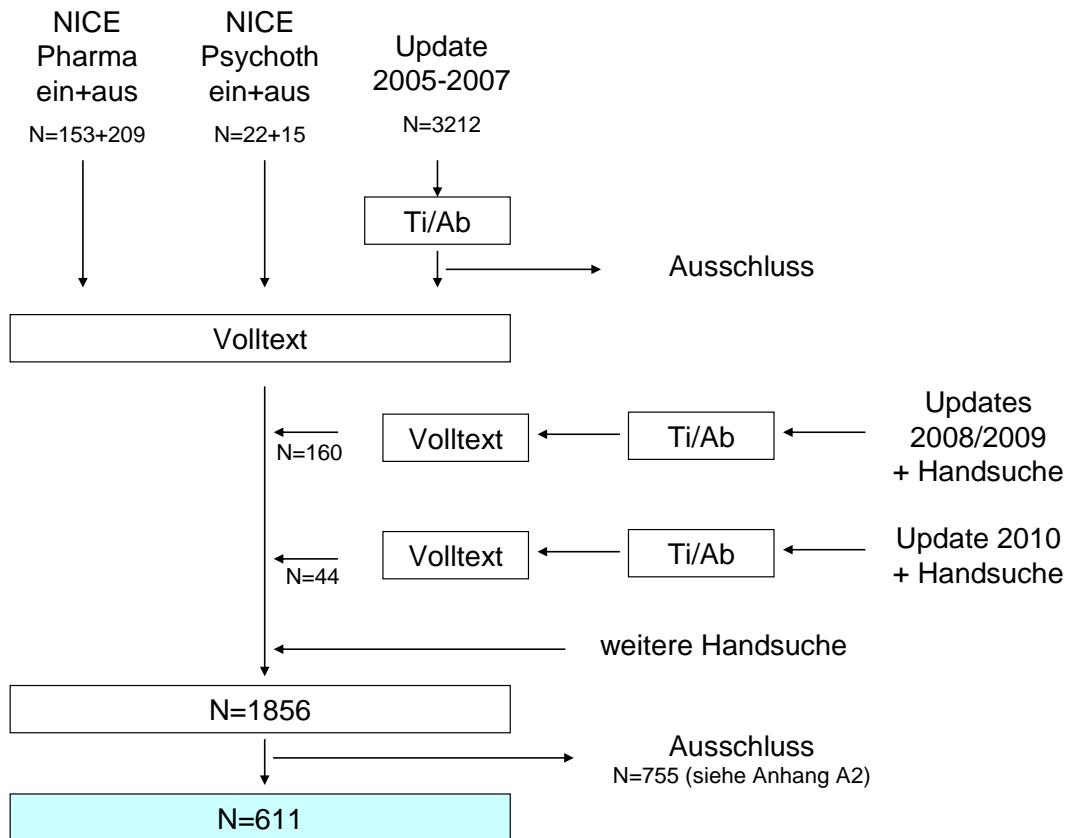 NICE
Pharma
ein+aus
N=153+209
NICE
Psychoth
ein+aus
N=22+15
Update
2005-2007
N=3212
Ti/Ab
Ausschluss
Volltext
Updates
2008/2009
+ Handsuche
Ti/Ab
Volltext
N=160
Update 2010
+ Handsuche
Ti/Ab
Volltext
N=44
weitere Handsuche
N=1856
Ausschluss
N=755 (siehe Anhang A2)
N=611